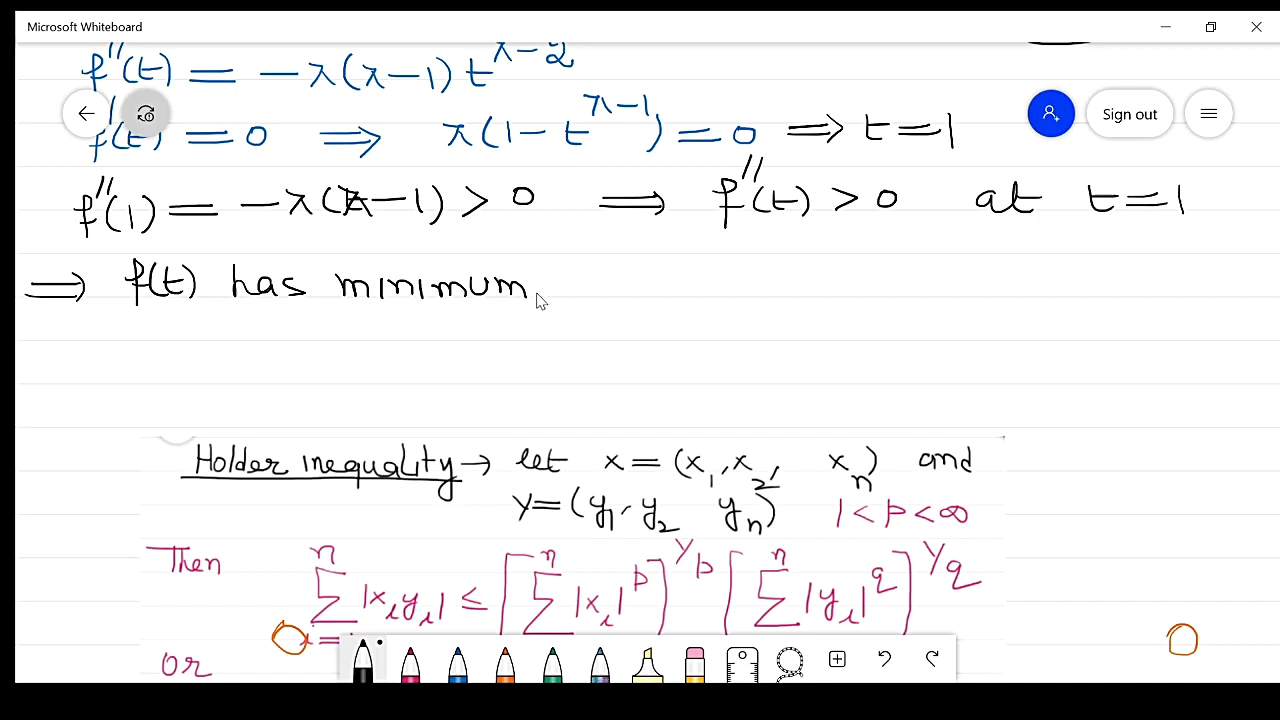 Microsoft Whiteboard
f''(t) = -λ(λ-1) t^{λ-2}
Sign out
f'(t) = 0 ⟹ λ(1 - t^{λ-1}) = 0 ⟹ t = 1
f''(1) = -λ(λ-1) > 0 ⟹ f''(t) > 0 at t = 1
⟹ f(t) has minimum
Holder inequality → let x = (x₁, x₂, xₙ) and
y = (y₁, y₂ yₙ) 1 < p < ∞
Then
n n n
∑ |xᵢyᵢ| ≤ [∑ |xᵢ|^p]^{1/p} [∑ |yᵢ|^q]^{1/q}
i =
or